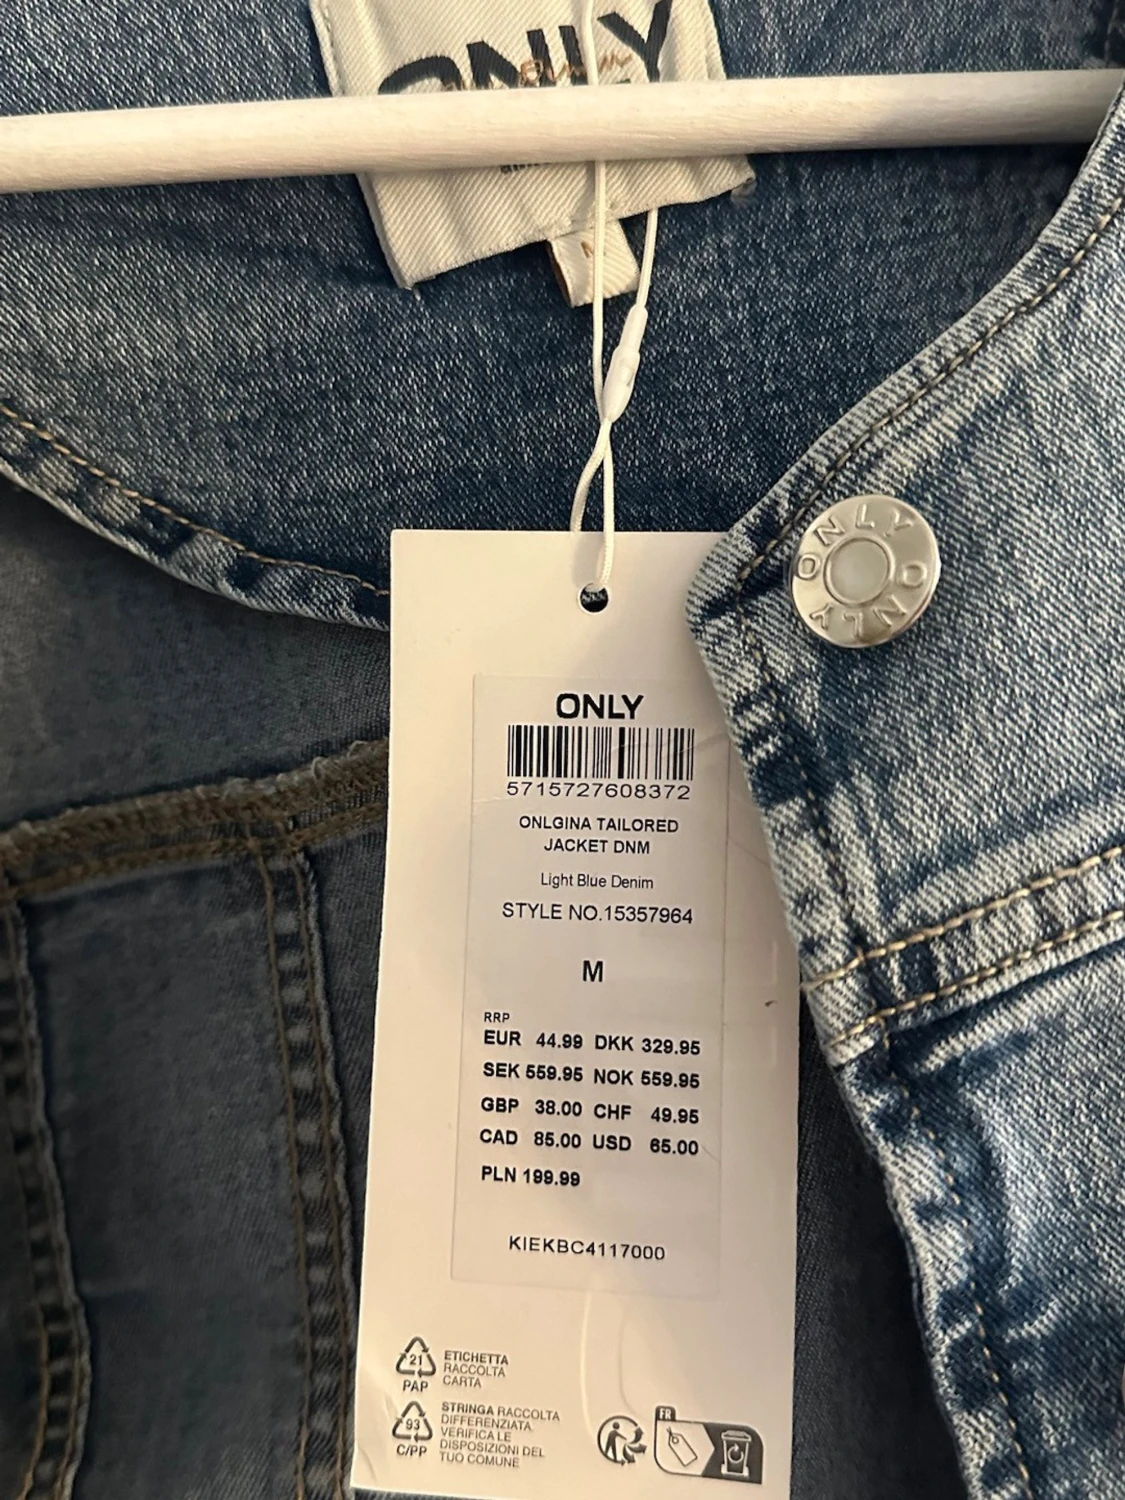 ONLY
M
ONLY ONLY
ONLY
5715727608372
ONLGINA TAILORED
JACKET DNM
Light Blue Denim
STYLE NO.15357964
M
RRP
EUR 44.99 DKK 329.95
SEK 559.95 NOK 559.95
GBP 38.00 CHF 49.95
CAD 85.00 USD 65.00
PLN 199.99
KIEKBC4117000
21
PAP
ETICHETTA
RACCOLTA
CARTA
93
C/PP
STRINGA RACCOLTA
DIFFERENZIATA.
VERIFICA LE
DISPOSIZIONI DEL
TUO COMUNE
FR